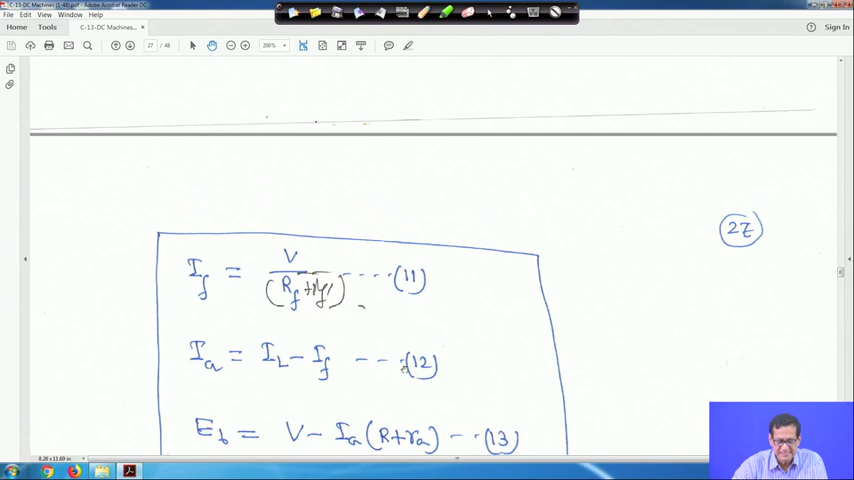 C-13-DC Machines (1-48).pdf - Adobe Acrobat Reader DC
File Edit View Window Help
Home Tools C-13-DC Machines... × Sign In
27 / 48 200%
27
I_f = V / (R_f + r_f) ---- (11)
I_a = I_L - I_f --- (12)
E_b = V - I_a (R + r_a) --- (13)
8.26 x 11.69 in